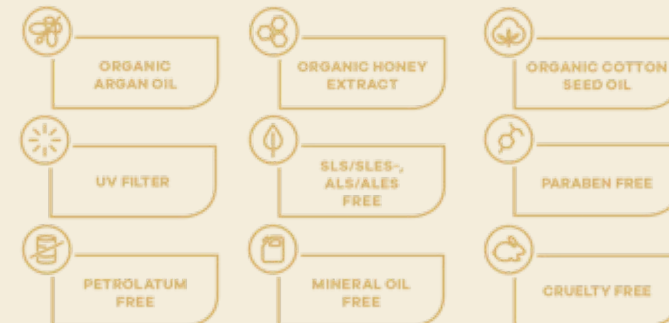 ORGANIC
ARGAN OIL
ORGANIC HONEY
EXTRACT
ORGANIC COTTON
SEED OIL
UV FILTER
SLS/SLES-,
ALS/ALES
FREE
PARABEN FREE
PETROLATUM
FREE
MINERAL OIL
FREE
CRUELTY FREE